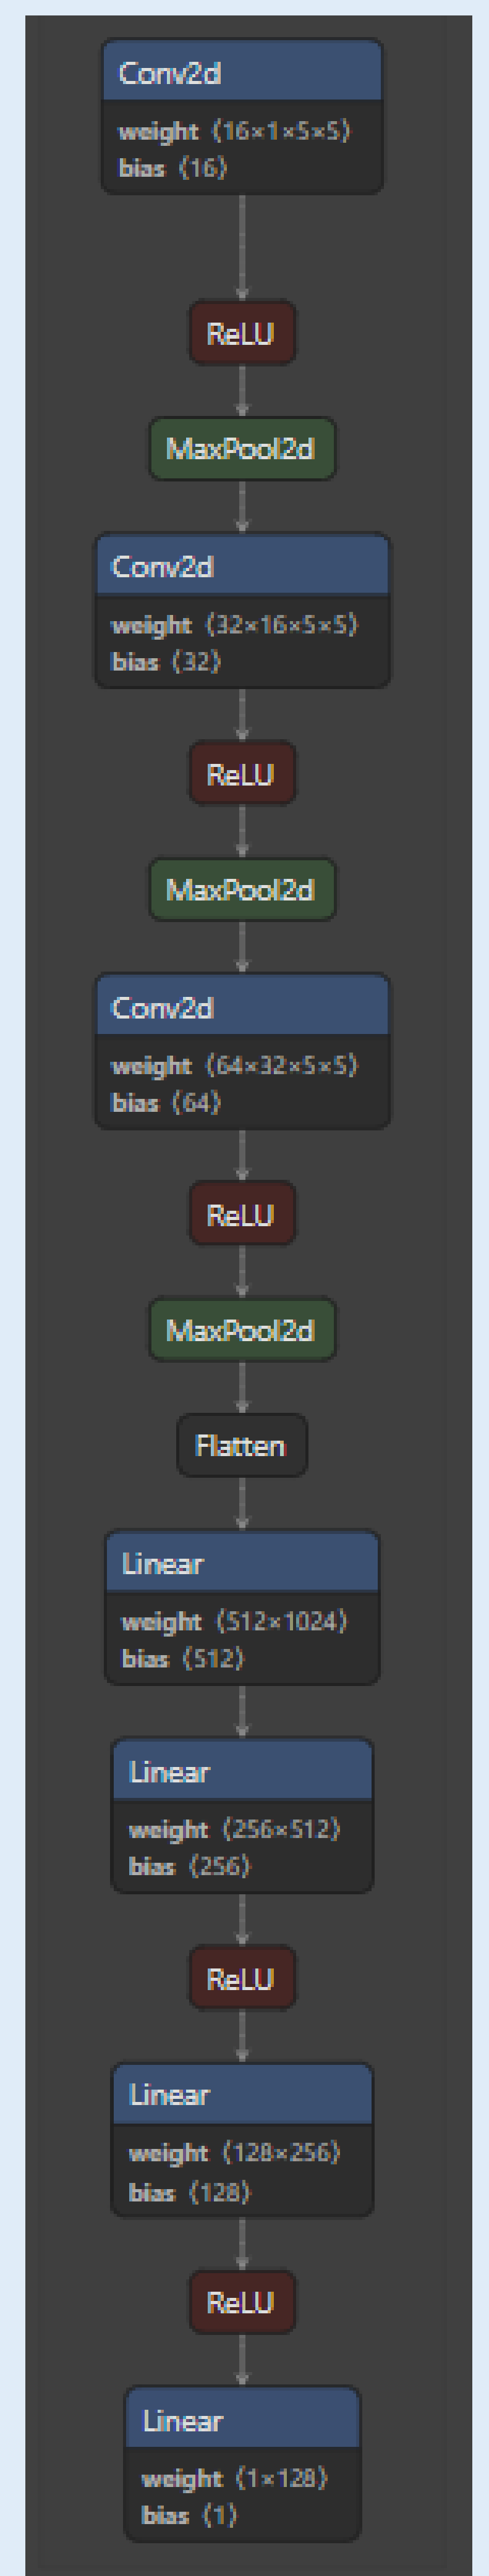 Conv2d
weight ⟨16×1×5×5⟩
bias ⟨16⟩
ReLU
MaxPool2d
Conv2d
weight ⟨32×16×5×5⟩
bias ⟨32⟩
ReLU
MaxPool2d
Conv2d
weight ⟨64×32×5×5⟩
bias ⟨64⟩
ReLU
MaxPool2d
Flatten
Linear
weight ⟨512×1024⟩
bias ⟨512⟩
Linear
weight ⟨256×512⟩
bias ⟨256⟩
ReLU
Linear
weight ⟨128×256⟩
bias ⟨128⟩
ReLU
Linear
weight ⟨1×128⟩
bias ⟨1⟩